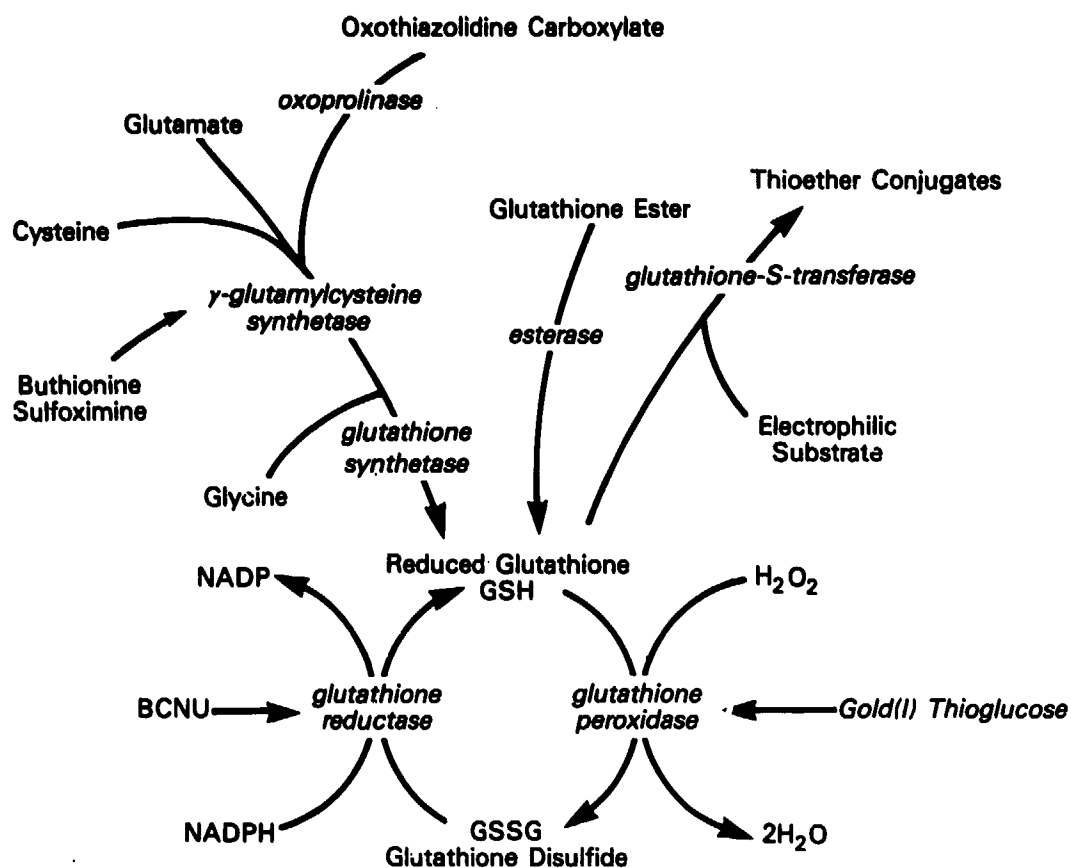 Oxothiazolidine Carboxylate
oxoprolinase
Glutamate
Thioether Conjugates
Glutathione Ester
Cysteine
glutathione-S-transferase
γ-glutamylcysteine
synthetase
esterase
Buthionine
Sulfoximine
Electrophilic
Substrate
glutathione
synthetase
Glycine
Reduced Glutathione
GSH
NADP
H₂O₂
BCNU
glutathione
reductase
glutathione
peroxidase
Gold(I) Thioglucose
NADPH
GSSG
Glutathione Disulfide
2H₂O